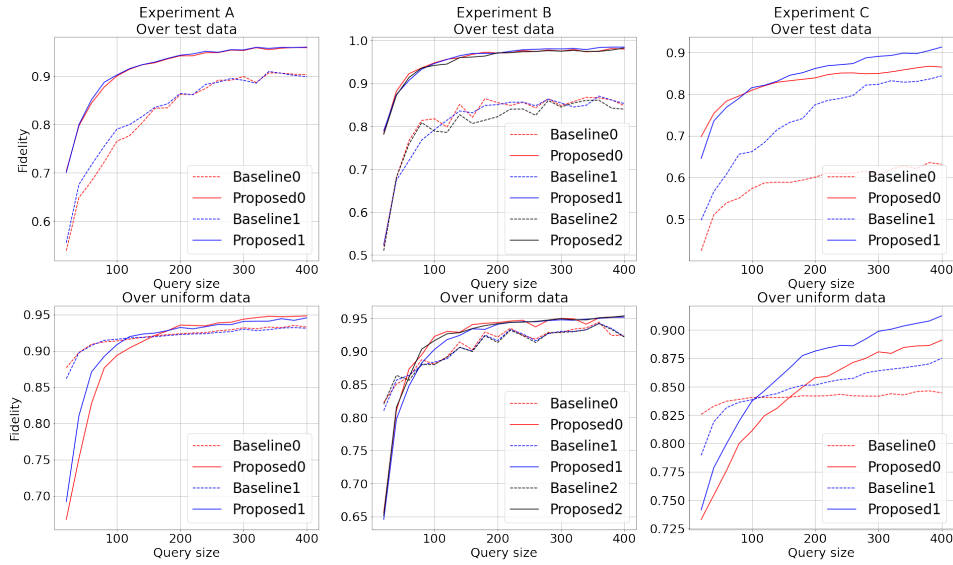 Experiment A
Over test data
Fidelity
0.9
0.8
0.7
0.6
100
200
300
400
Query size
Baseline0
Proposed0
Baseline1
Proposed1
Experiment B
Over test data
1.0
0.9
0.8
0.7
0.6
0.5
100
200
300
400
Query size
Baseline0
Proposed0
Baseline1
Proposed1
Baseline2
Proposed2
Experiment C
Over test data
0.9
0.8
0.7
0.6
0.5
100
200
300
400
Query size
Baseline0
Proposed0
Baseline1
Proposed1
Over uniform data
Fidelity
0.95
0.90
0.85
0.80
0.75
0.70
100
200
300
400
Query size
Baseline0
Proposed0
Baseline1
Proposed1
Over uniform data
0.95
0.90
0.85
0.80
0.75
0.70
0.65
100
200
300
400
Query size
Baseline0
Proposed0
Baseline1
Proposed1
Baseline2
Proposed2
Over uniform data
0.900
0.875
0.850
0.825
0.800
0.775
0.750
0.725
100
200
300
400
Query size
Baseline0
Proposed0
Baseline1
Proposed1